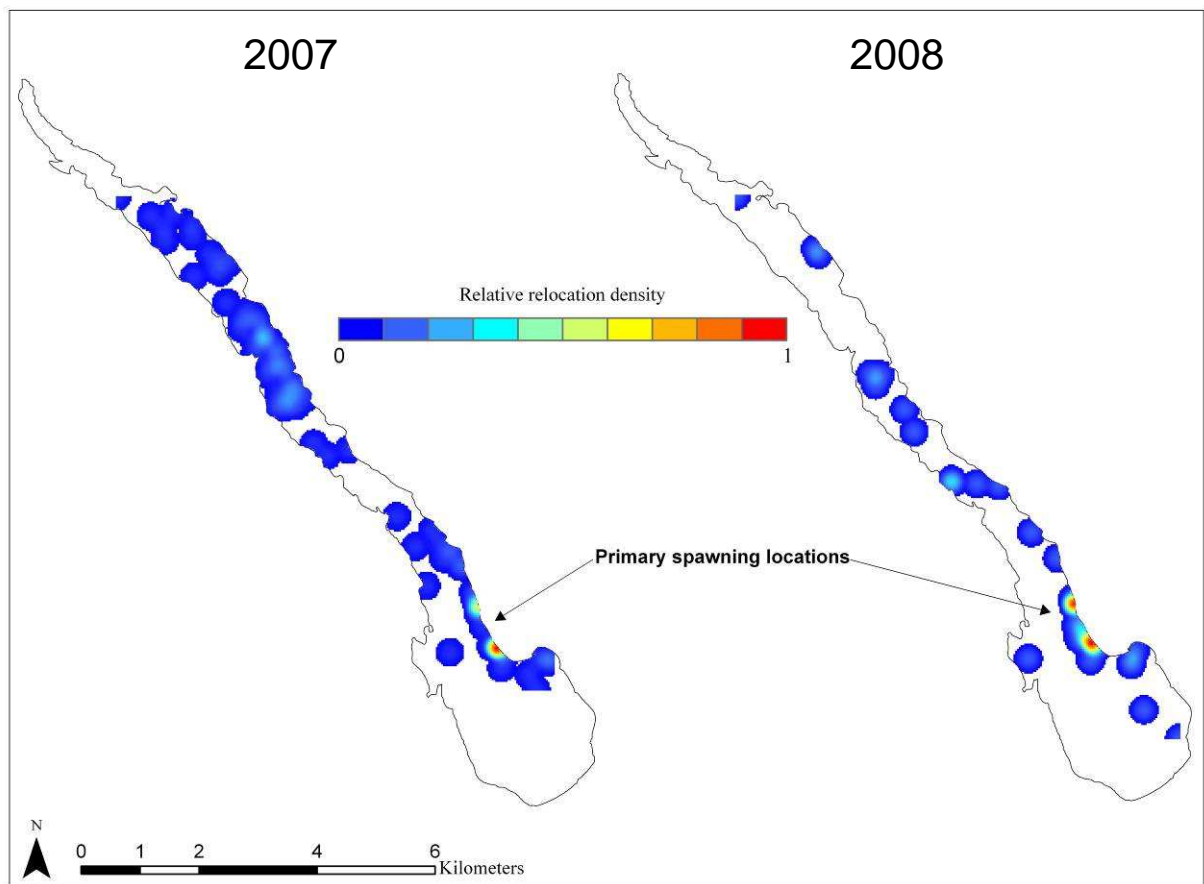 2007 2008
Relative relocation density
0 1
Primary spawning locations
N
0 1 2 4 6
Kilometers